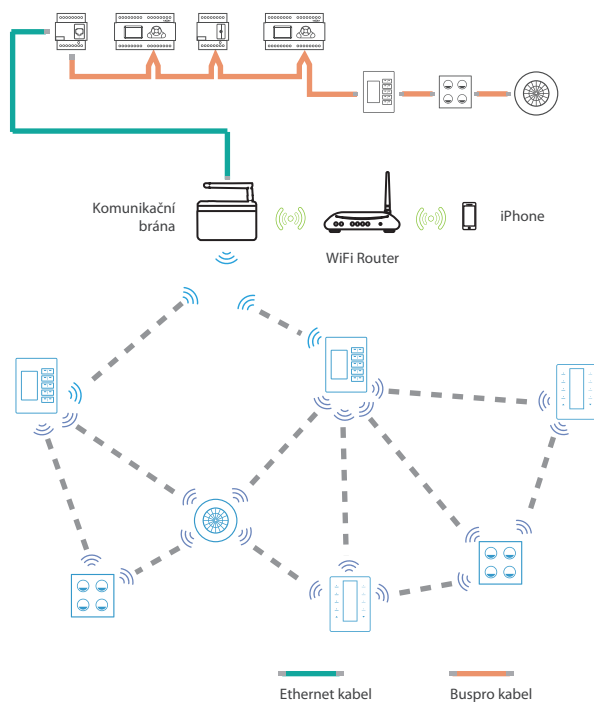 Komunikační
brána
iPhone
WiFi Router
Ethernet kabel
Buspro kabel